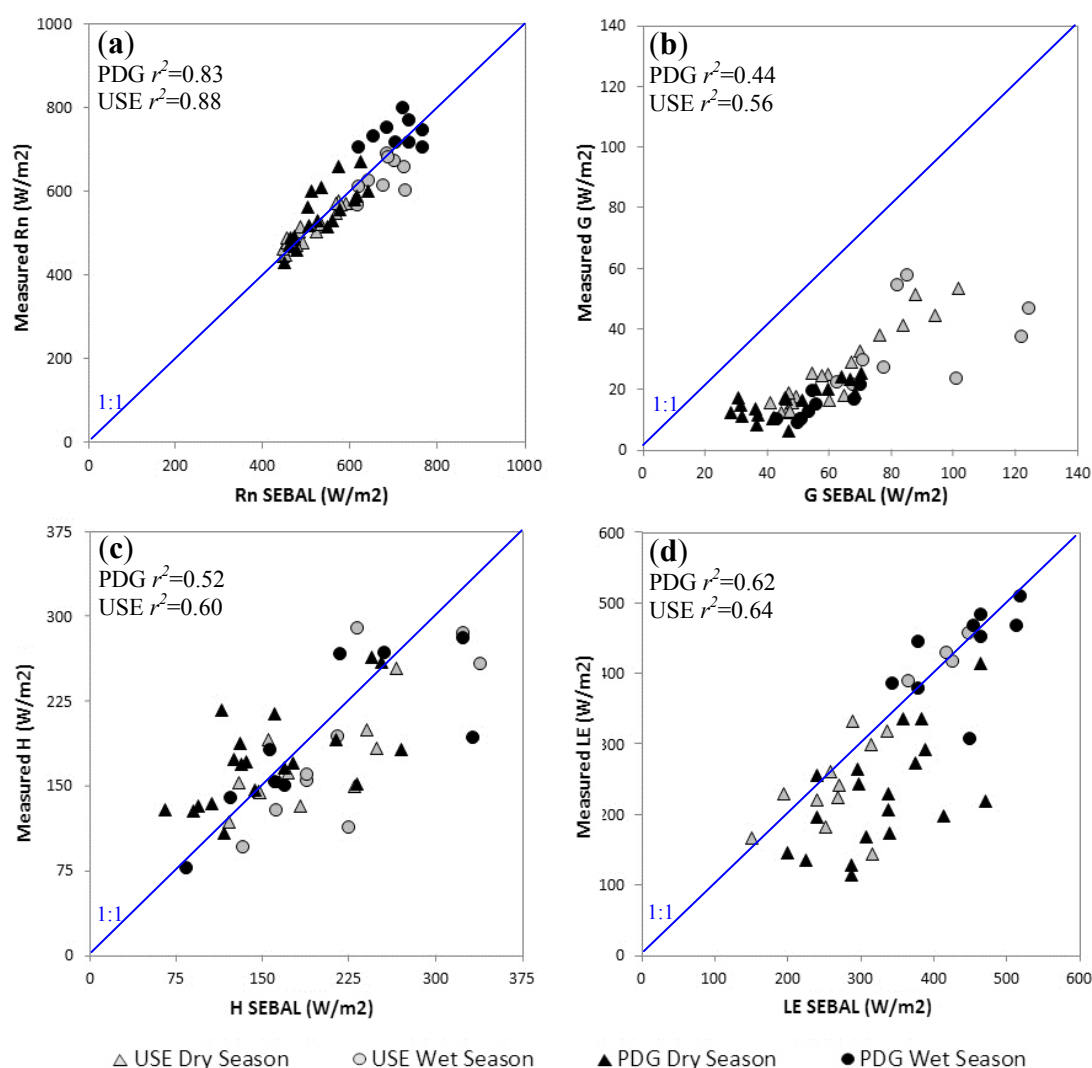 (a)
PDG r²=0.83
USE r²=0.88
1000
800
600
400
200
0
Measured Rn (W/m2)
1:1
0 200 400 600 800 1000
Rn SEBAL (W/m2)
(b)
PDG r²=0.44
USE r²=0.56
140
120
100
80
60
40
20
0
Measured G (W/m2)
1:1
0 20 40 60 80 100 120 140
G SEBAL (W/m2)
(c)
PDG r²=0.52
USE r²=0.60
375
300
225
150
75
0
Measured H (W/m2)
1:1
0 75 150 225 300 375
H SEBAL (W/m2)
(d)
PDG r²=0.62
USE r²=0.64
600
500
400
300
200
100
0
Measured LE (W/m2)
1:1
0 100 200 300 400 500 600
LE SEBAL (W/m2)
USE Dry Season USE Wet Season PDG Dry Season PDG Wet Season